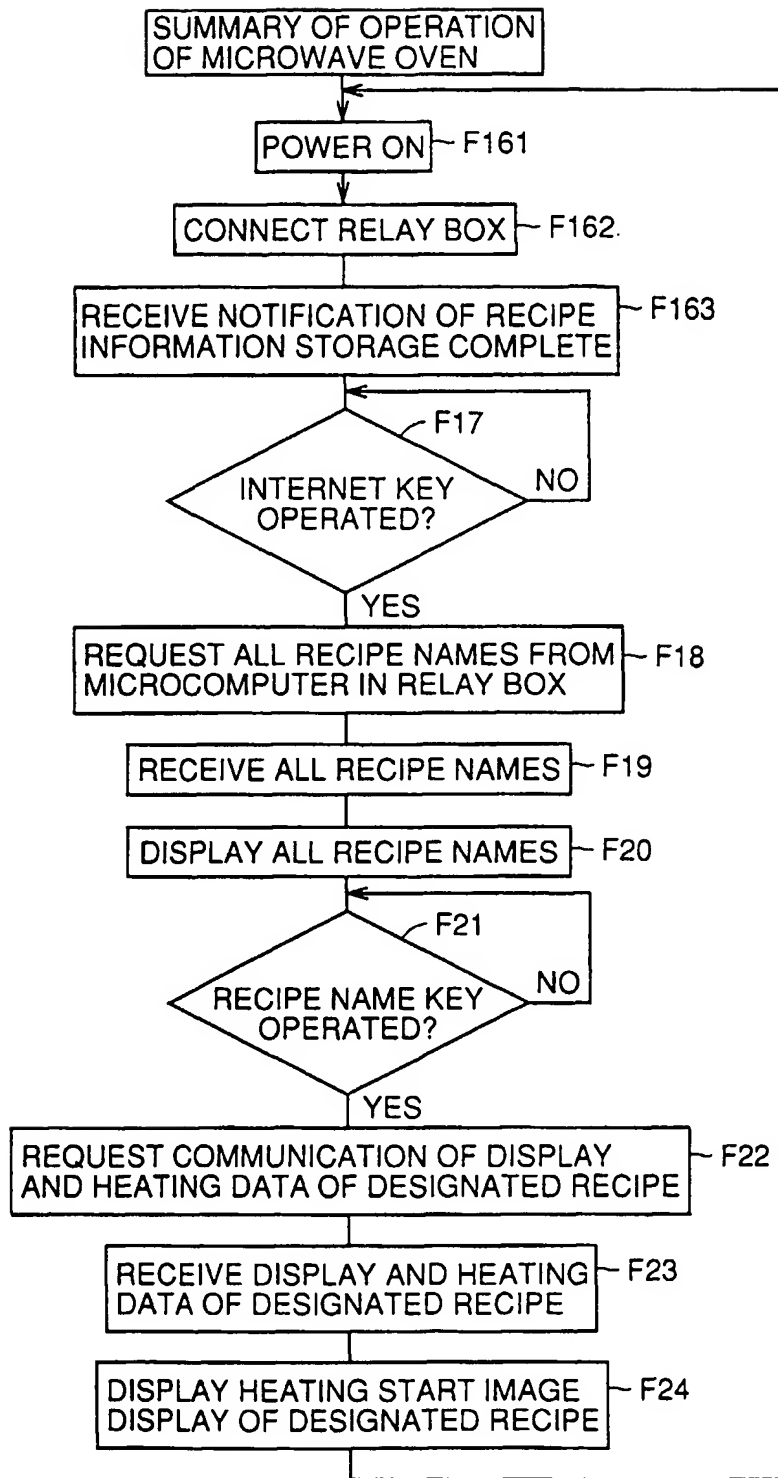 SUMMARY OF OPERATION
OF MICROWAVE OVEN
POWER ON
F161
CONNECT RELAY BOX
F162.
RECEIVE NOTIFICATION OF RECIPE
INFORMATION STORAGE COMPLETE
F163
F17
INTERNET KEY
OPERATED?
NO
YES
REQUEST ALL RECIPE NAMES FROM
MICROCOMPUTER IN RELAY BOX
F18
RECEIVE ALL RECIPE NAMES
F19
DISPLAY ALL RECIPE NAMES
F20
F21
RECIPE NAME KEY
OPERATED?
NO
YES
REQUEST COMMUNICATION OF DISPLAY
AND HEATING DATA OF DESIGNATED RECIPE
F22
RECEIVE DISPLAY AND HEATING
DATA OF DESIGNATED RECIPE
F23
DISPLAY HEATING START IMAGE
DISPLAY OF DESIGNATED RECIPE
F24